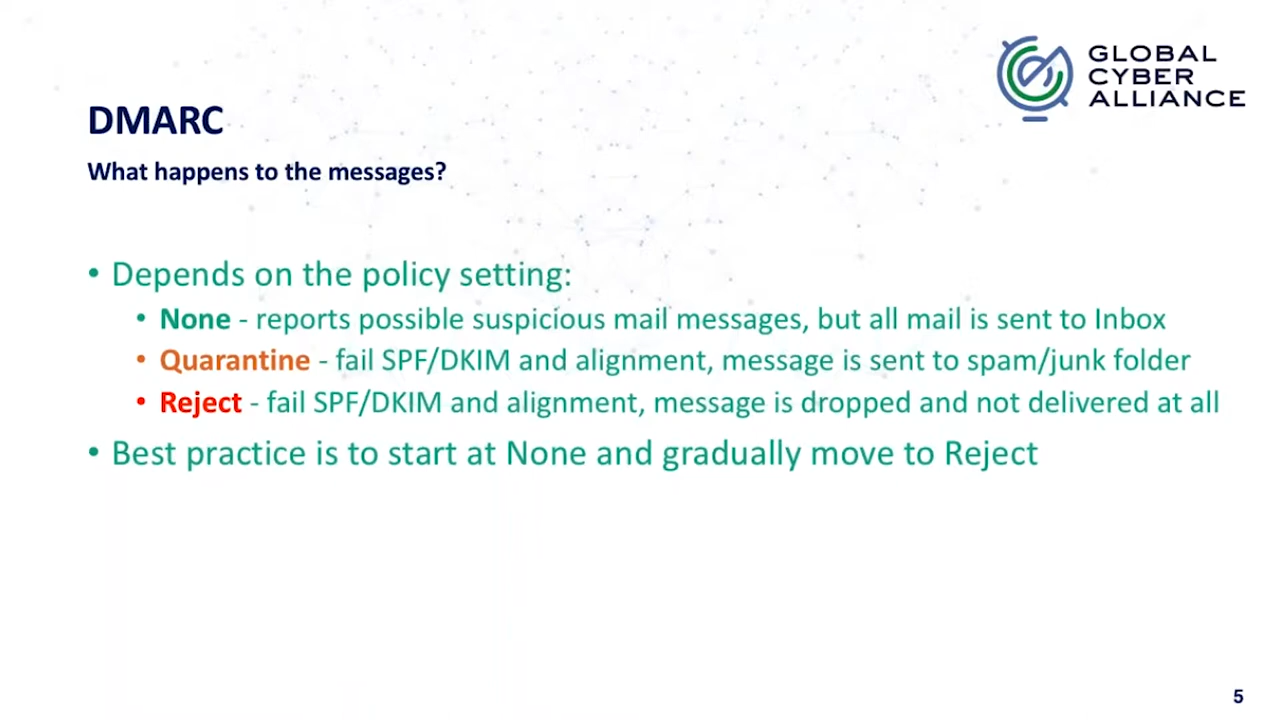 GLOBAL
CYBER
ALLIANCE
DMARC
What happens to the messages?
• Depends on the policy setting:
• None - reports possible suspicious mail messages, but all mail is sent to Inbox
• Quarantine - fail SPF/DKIM and alignment, message is sent to spam/junk folder
• Reject - fail SPF/DKIM and alignment, message is dropped and not delivered at all
• Best practice is to start at None and gradually move to Reject
5